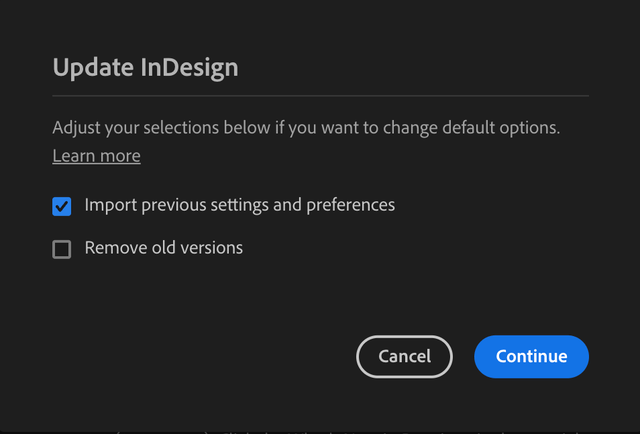 Update InDesign
Adjust your selections below if you want to change default options.
Learn more
Import previous settings and preferences
Remove old versions
Cancel
Continue